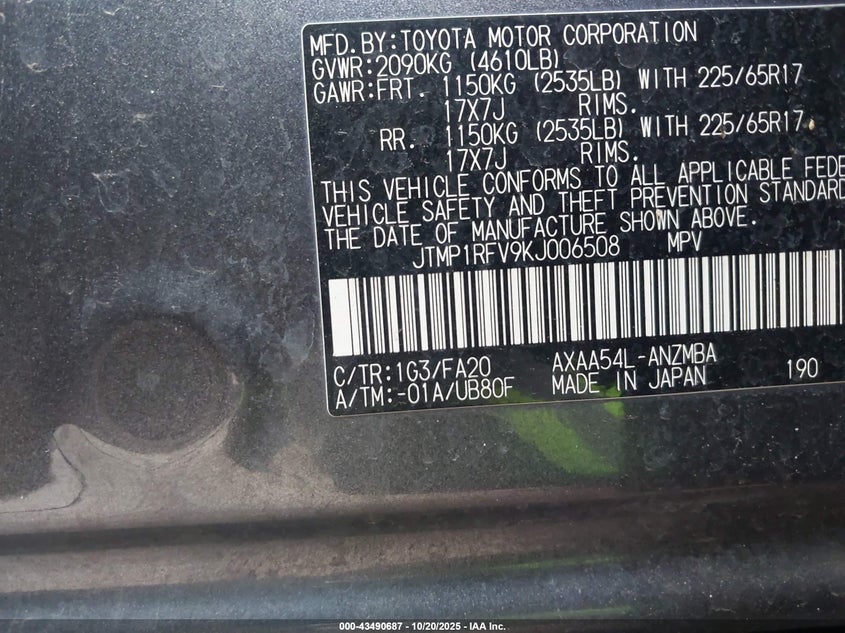 MFD.BY:TOYOTA MOTOR CORPORATION
GVWR:2090KG (4610LB)
GAWR:FRT. 1150KG (2535LB) WITH 225/65R17
17X7J RIMS.
RR. 1150KG (2535LB) WITH 225/65R17
17X7J RIMS.
THIS VEHICLE CONFORMS TO ALL APPLICABLE FEDE
VEHICLE SAFETY AND THEFT PREVENTION STANDARD
THE DATE OF MANUFACTURE SHOWN ABOVE.
JTMP1RFV9KJ006508 MPV
C/TR:1G3/FA20 AXAA54L-ANZMBA
A/TM:-01A/UB80F MADE IN JAPAN 190
000-43490687 - 10/20/2025 - IAA Inc.